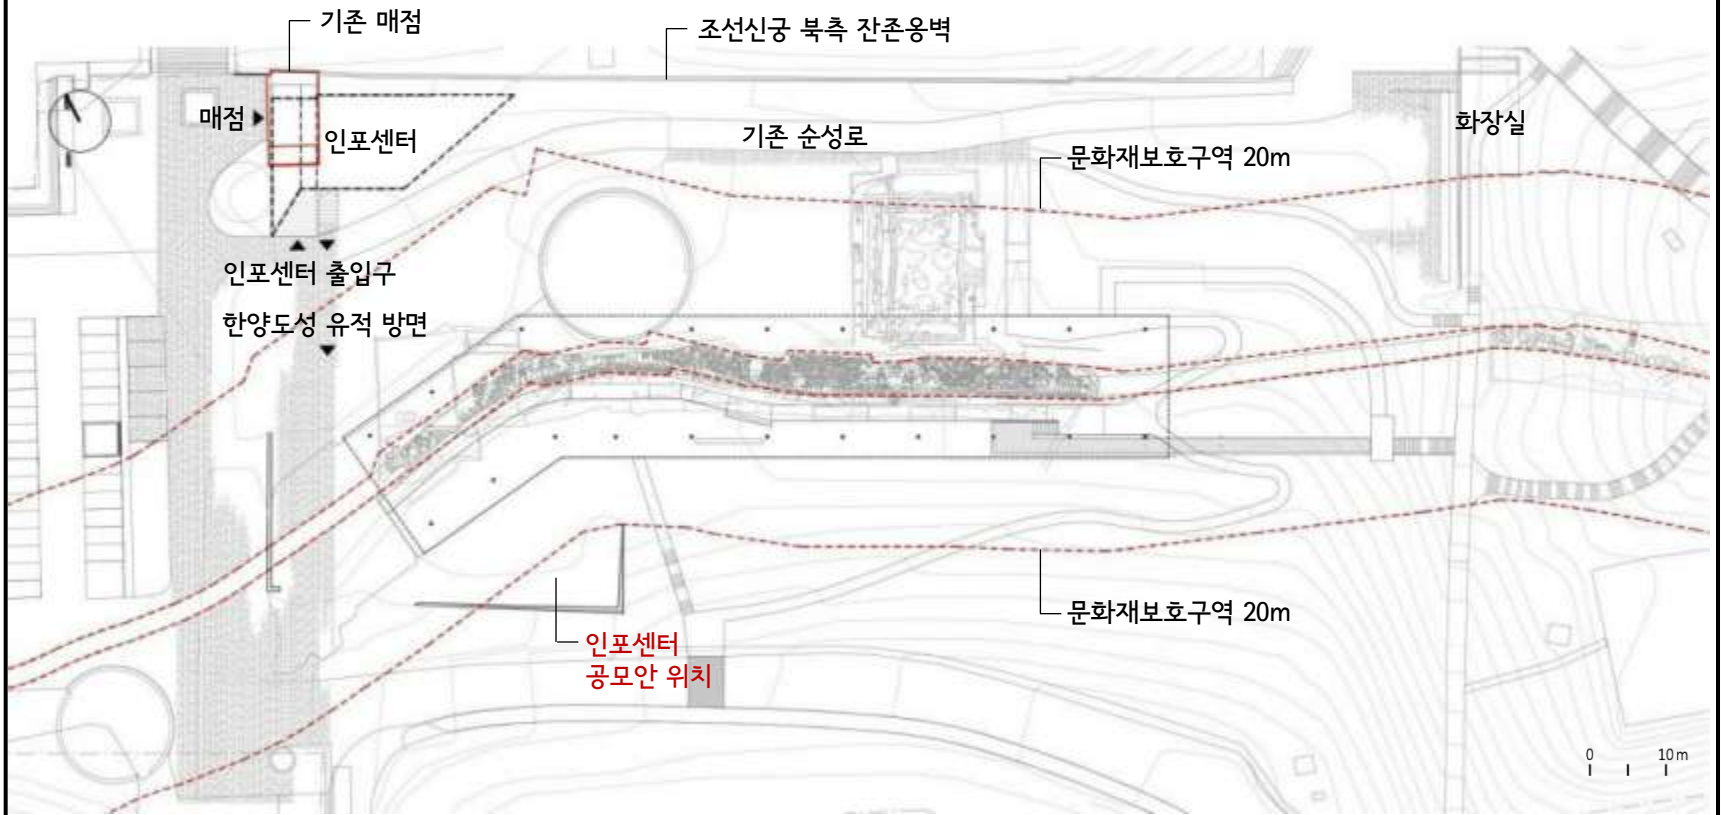 기존 매점
조선신궁 북측 잔존옹벽
매점
인포센터
기존 순성로
화장실
문화재보호구역 20m
인포센터 출입구
한양도성 유적 방면
문화재보호구역 20m
인포센터
공모안 위치
0 10m